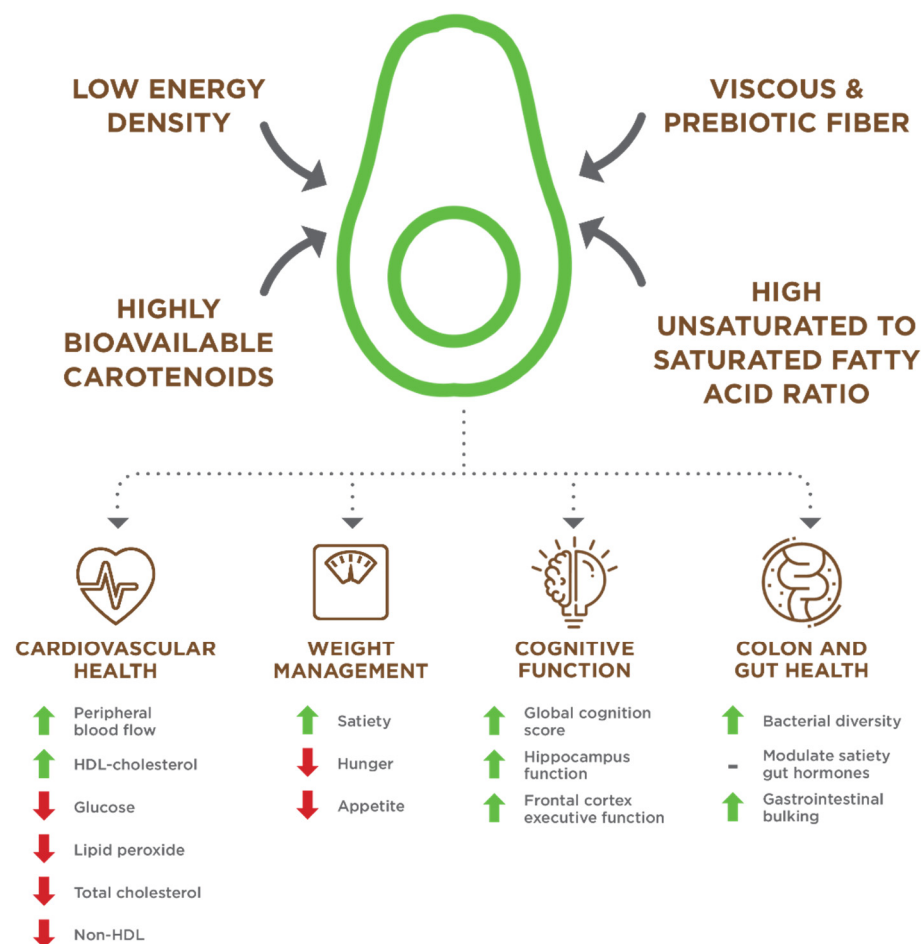 LOW ENERGY
DENSITY
VISCOUS &
PREBIOTIC FIBER
HIGHLY
BIOAVAILABLE
CAROTENOIDS
HIGH
UNSATURATED TO
SATURATED FATTY
ACID RATIO
CARDIOVASCULAR
HEALTH
Peripheral
blood flow
HDL-cholesterol
Glucose
Lipid peroxide
Total cholesterol
Non-HDL
WEIGHT
MANAGEMENT
Satiety
Hunger
Appetite
COGNITIVE
FUNCTION
Global cognition
score
Hippocampus
function
Frontal cortex
executive function
COLON AND
GUT HEALTH
Bacterial diversity
- Modulate satiety
gut hormones
Gastrointestinal
bulking